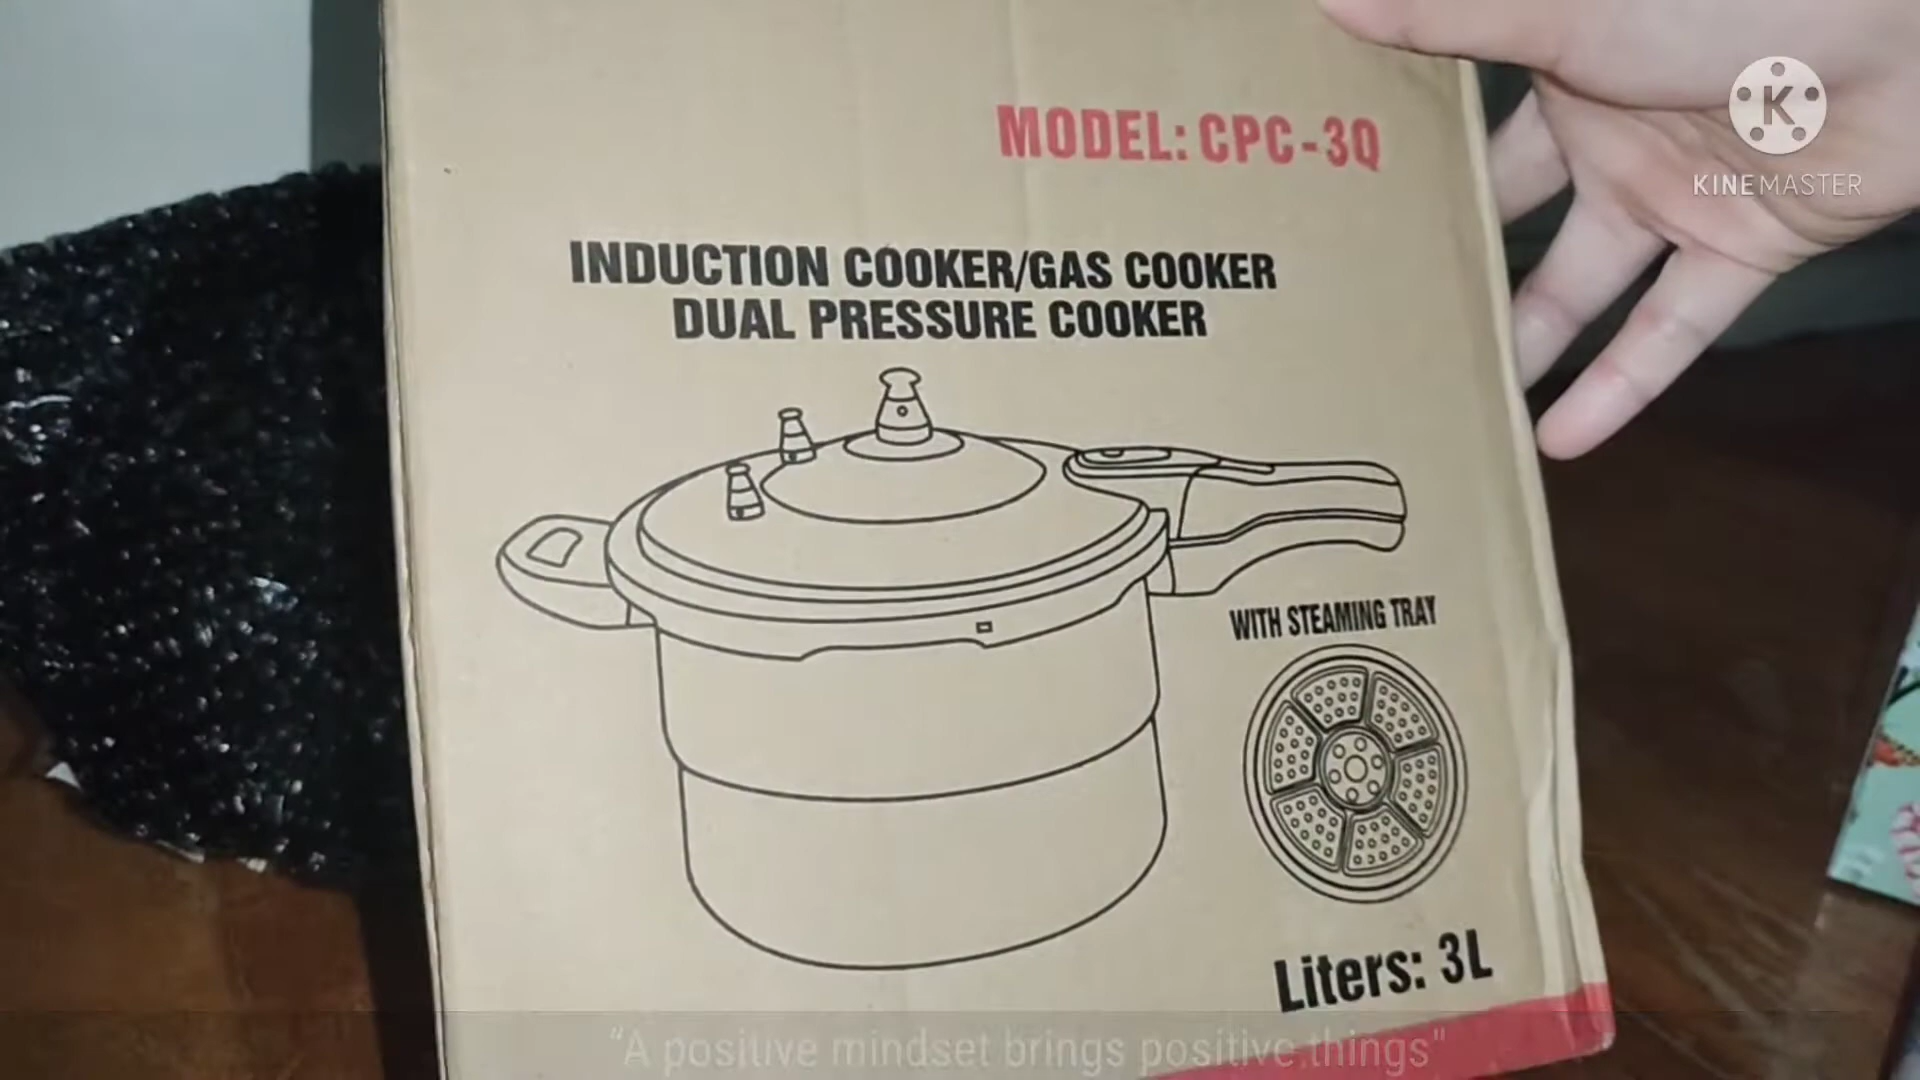 MODEL: CPC-3Q
K
KINEMASTER
INDUCTION COOKER/GAS COOKER
DUAL PRESSURE COOKER
WITH STEAMING TRAY
Liters: 3L
"A positive mindset brings positive things"